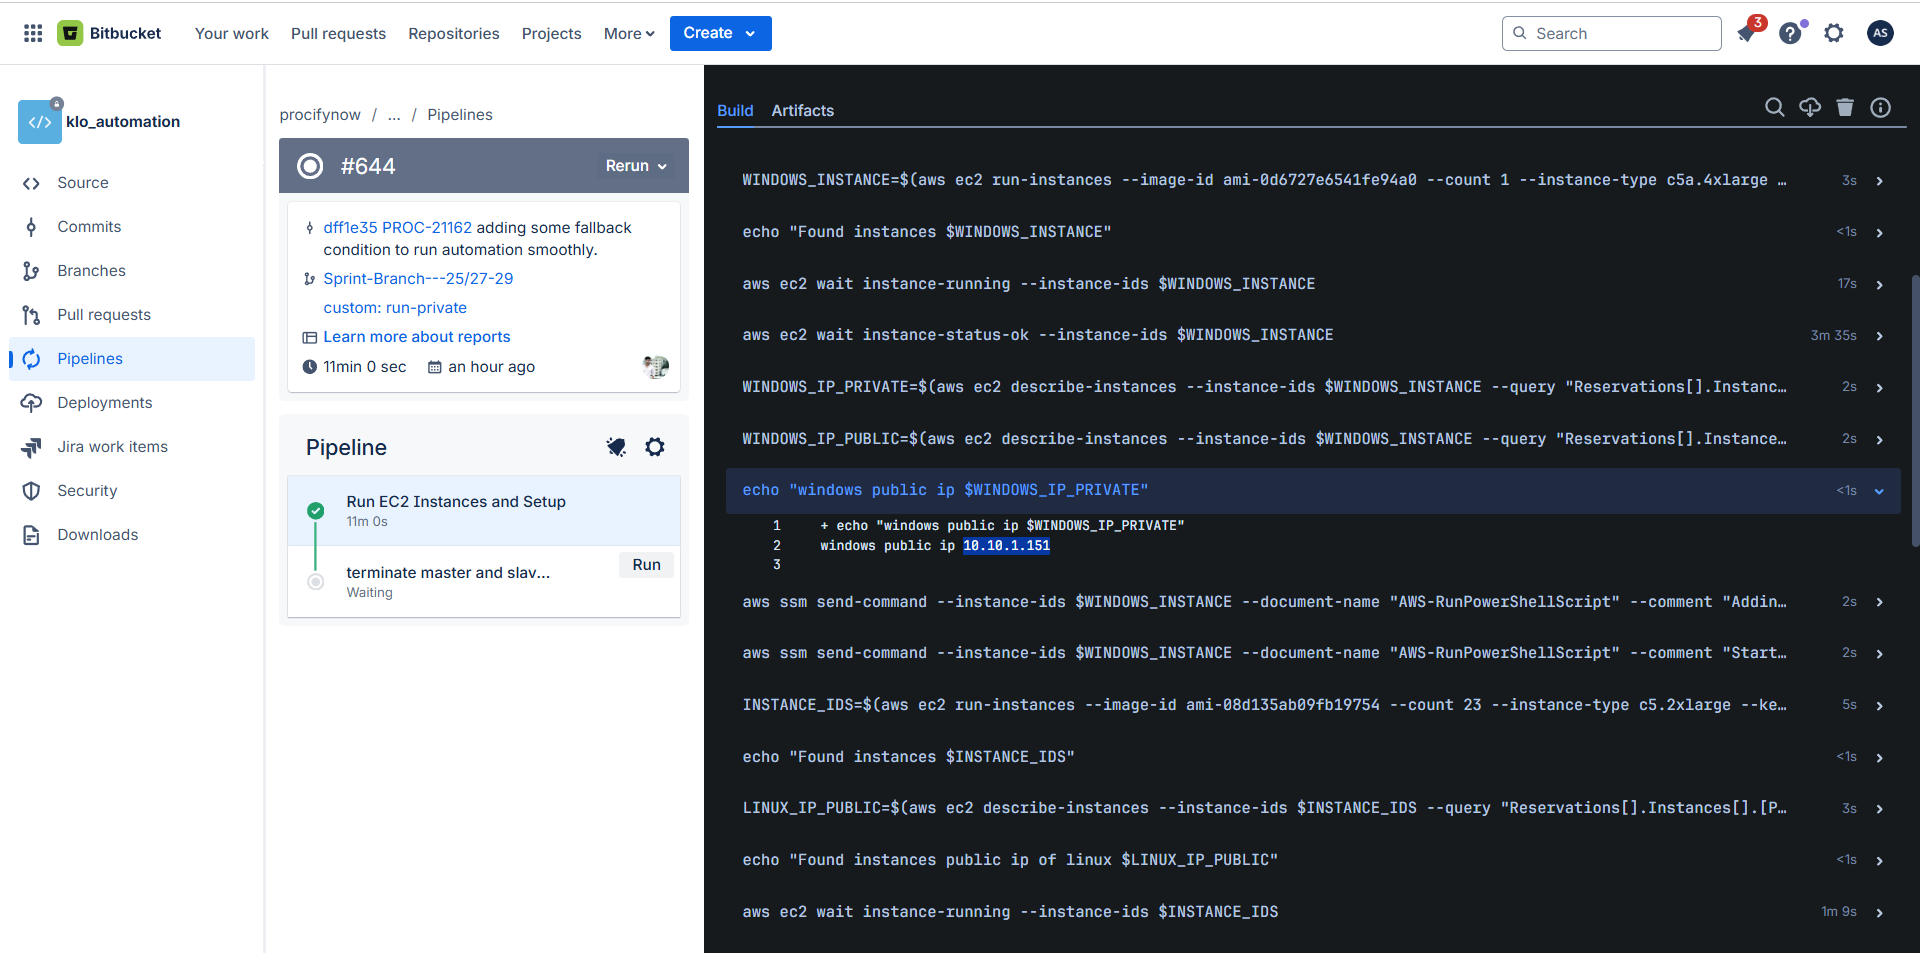 Bitbucket
Your work
Pull requests
Repositories
Projects
More
Create
Search
3
AS
klo_automation
Source
Commits
Branches
Pull requests
Pipelines
Deployments
Jira work items
Security
Downloads
procifynow / ... / Pipelines
#644
Rerun
dff1e35 PROC-21162 adding some fallback
condition to run automation smoothly.
Sprint-Branch---25/27-29
custom: run-private
Learn more about reports
11min 0 sec
an hour ago
Pipeline
Run EC2 Instances and Setup
11m 0s
terminate master and slav...
Waiting
Run
Build
Artifacts
WINDOWS_INSTANCE=$(aws ec2 run-instances --image-id ami-0d6727e6541fe94a0 --count 1 --instance-type c5a.4xlarge … 3s
echo "Found instances $WINDOWS_INSTANCE" <1s
aws ec2 wait instance-running --instance-ids $WINDOWS_INSTANCE 17s
aws ec2 wait instance-status-ok --instance-ids $WINDOWS_INSTANCE 3m 35s
WINDOWS_IP_PRIVATE=$(aws ec2 describe-instances --instance-ids $WINDOWS_INSTANCE --query "Reservations[].Instanc… 2s
WINDOWS_IP_PUBLIC=$(aws ec2 describe-instances --instance-ids $WINDOWS_INSTANCE --query "Reservations[].Instance… 2s
echo "windows public ip $WINDOWS_IP_PRIVATE" <1s
1 + echo "windows public ip $WINDOWS_IP_PRIVATE"
2 windows public ip 10.10.1.151
3
aws ssm send-command --instance-ids $WINDOWS_INSTANCE --document-name "AWS-RunPowerShellScript" --comment "Addin… 2s
aws ssm send-command --instance-ids $WINDOWS_INSTANCE --document-name "AWS-RunPowerShellScript" --comment "Start… 2s
INSTANCE_IDS=$(aws ec2 run-instances --image-id ami-08d135ab09fb19754 --count 23 --instance-type c5.2xlarge --ke… 5s
echo "Found instances $INSTANCE_IDS" <1s
LINUX_IP_PUBLIC=$(aws ec2 describe-instances --instance-ids $INSTANCE_IDS --query "Reservations[].Instances[].[P… 3s
echo "Found instances public ip of linux $LINUX_IP_PUBLIC" <1s
aws ec2 wait instance-running --instance-ids $INSTANCE_IDS 1m 9s